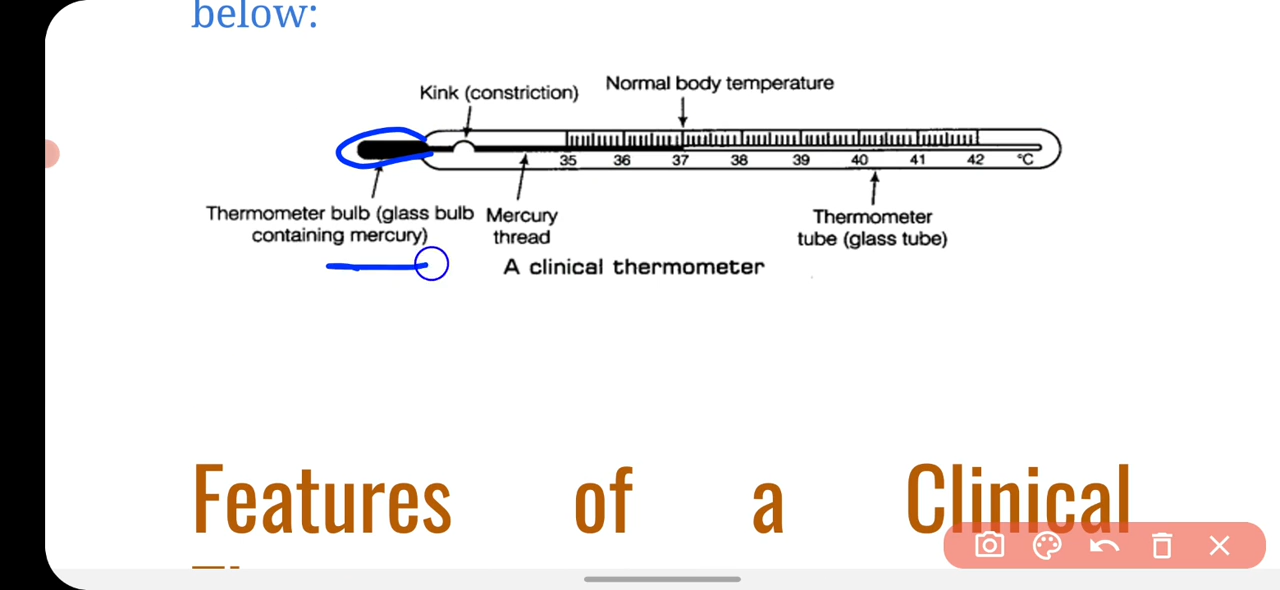 below:
Kink (constriction)
Normal body temperature
35 36 37 38 39 40 41 42 °C
Thermometer bulb (glass bulb
containing mercury)
Mercury
thread
Thermometer
tube (glass tube)
A clinical thermometer
Features of a Clinical